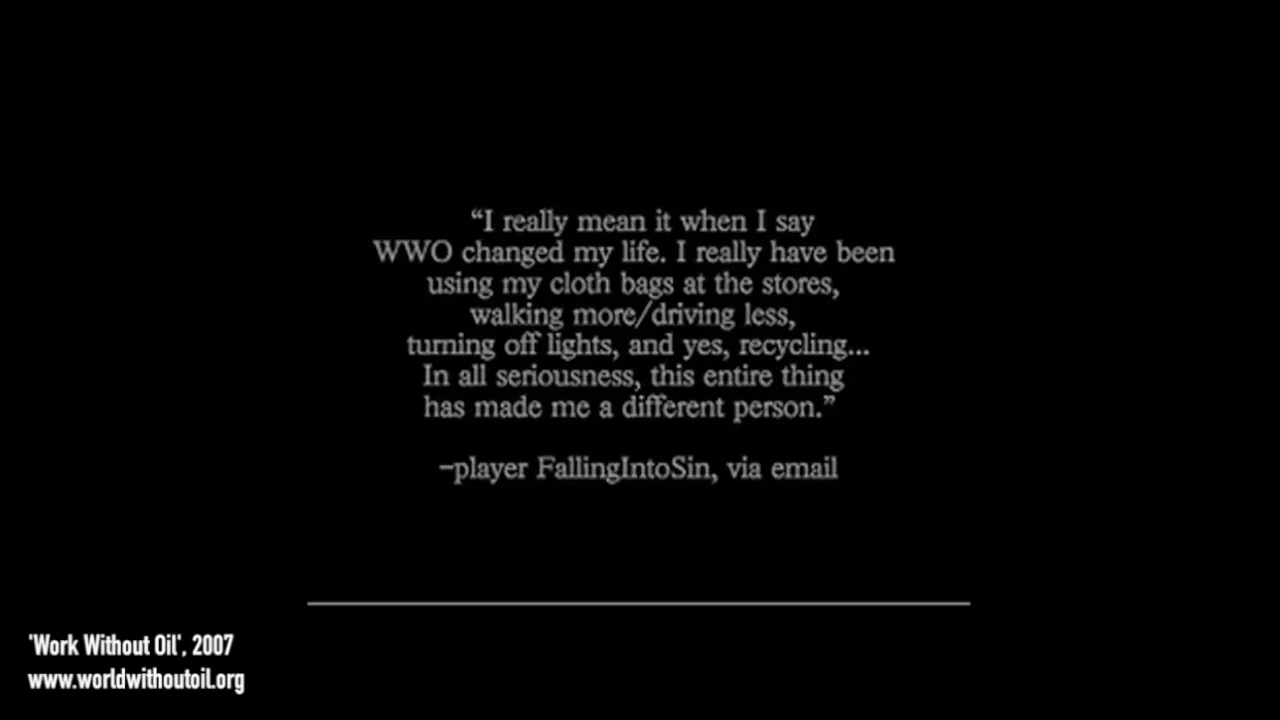 “I really mean it when I say
WWO changed my life. I really have been
using my cloth bags at the stores,
walking more/driving less,
turning off lights, and yes, recycling...
In all seriousness, this entire thing
has made me a different person.”
–player FallingIntoSin, via email
'Work Without Oil', 2007
www.worldwithoutoil.org